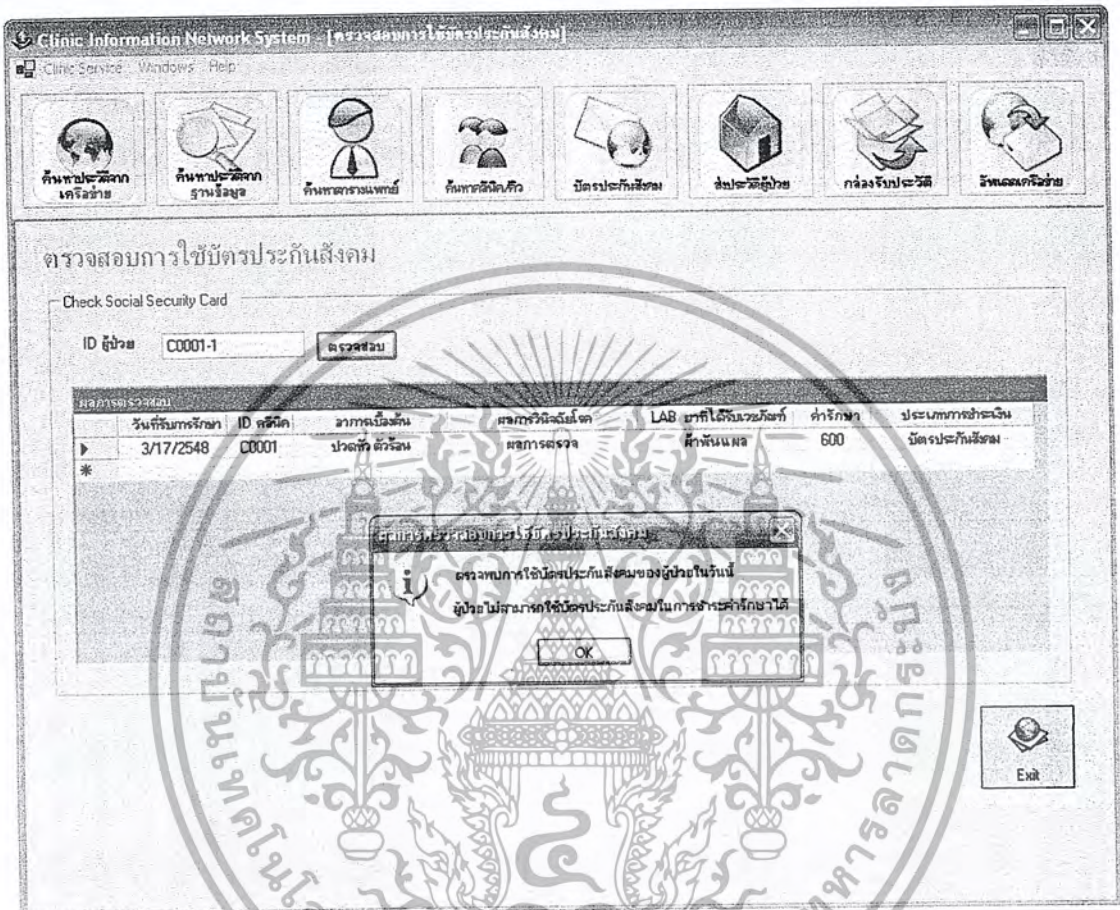 Clinic Information Network System - [ตรวจสอบการใช้บัตรประกันสังคม]
Clinic Service Windows Help
ค้นหาประวัติจากเครือข่าย
ค้นหาประวัติจากฐานข้อมูล
ค้นหาตารางแพทย์
ค้นหาคลินิค/คิว
บัตรประกันสังคม
ส่งประวัติผู้ป่วย
กล่องรับประวัติ
อัพเดดเครือข่าย
ตรวจสอบการใช้บัตรประกันสังคม
Check Social Security Card
ID ผู้ป่วย C0001-1 ตรวจสอบ
ผลการตรวจสอบ
วันที่รับการรักษา ID คลินิค อาการเบื้องต้น ผลการวินิจฉัยโรค LAB ยาที่ได้รับเวชภัณฑ์ ค่ารักษา ประเภทการชำระเงิน
3/17/2548 C0001 ปวดหัว ตัวร้อน ผลการตรวจ ผ้าพันแผล 600 บัตรประกันสังคม
*
ผลการตรวจสอบการใช้บัตรประกันสังคม
ตรวจพบการใช้บัตรประกันสังคมของผู้ป่วยในวันนี้
ผู้ป่วยไม่สามารถใช้บัตรประกันสังคมในการชำระค่ารักษาได้
OK
Exit